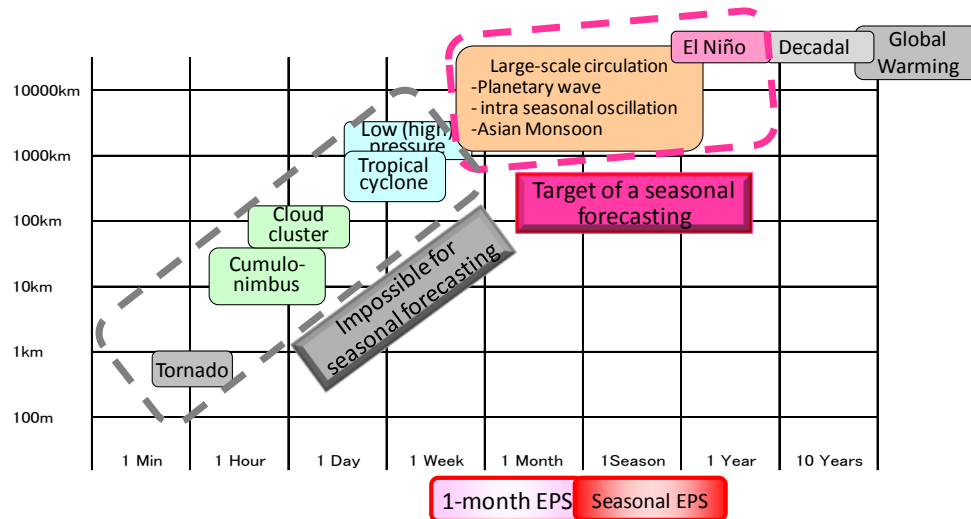 El Niño
Decadal
Global
Warming
Large-scale circulation
-Planetary wave
- intra seasonal oscillation
-Asian Monsoon
10000km
Low (high)
pressure
1000km
Tropical
cyclone
Target of a seasonal
forecasting
100km
Cloud
cluster
Cumulo-
nimbus
Impossible for
seasonal forecasting
10km
1km
Tornado
100m
1 Min
1 Hour
1 Day
1 Week
1 Month
1Season
1 Year
10 Years
1-month EPS
Seasonal EPS